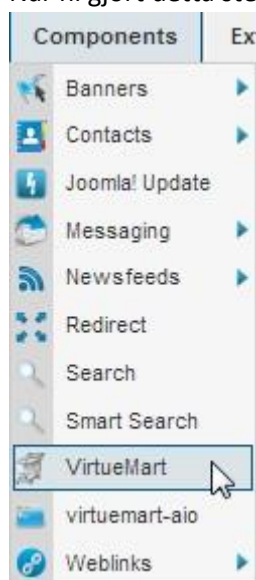 Components Ex
Banners
Contacts
Joomla! Update
Messaging
Newsfeeds
Redirect
Search
Smart Search
VirtueMart
virtuemart-aio
Weblinks